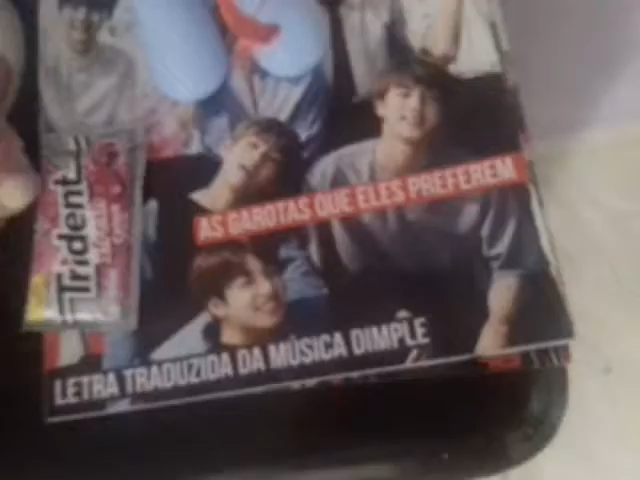 Trident
AS GAROTAS QUE ELES PREFEREM
LETRA TRADUZIDA DA MÚSICA DIMPLE